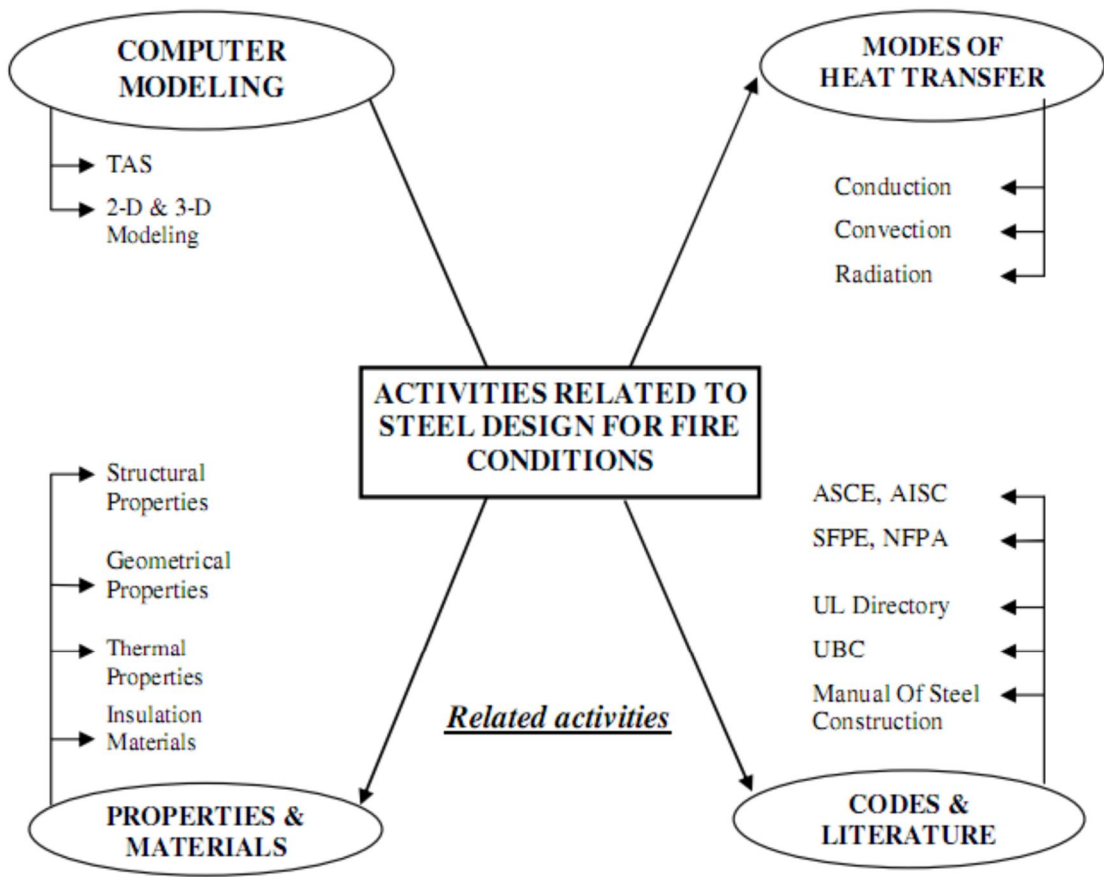 COMPUTER
MODELING
TAS
2-D & 3-D
Modeling
MODES OF
HEAT TRANSFER
Conduction
Convection
Radiation
ACTIVITIES RELATED TO
STEEL DESIGN FOR FIRE
CONDITIONS
Structural
Properties
Geometrical
Properties
Thermal
Properties
Insulation
Materials
PROPERTIES &
MATERIALS
Related activities
ASCE, AISC
SFPE, NFPA
UL Directory
UBC
Manual Of Steel
Construction
CODES &
LITERATURE